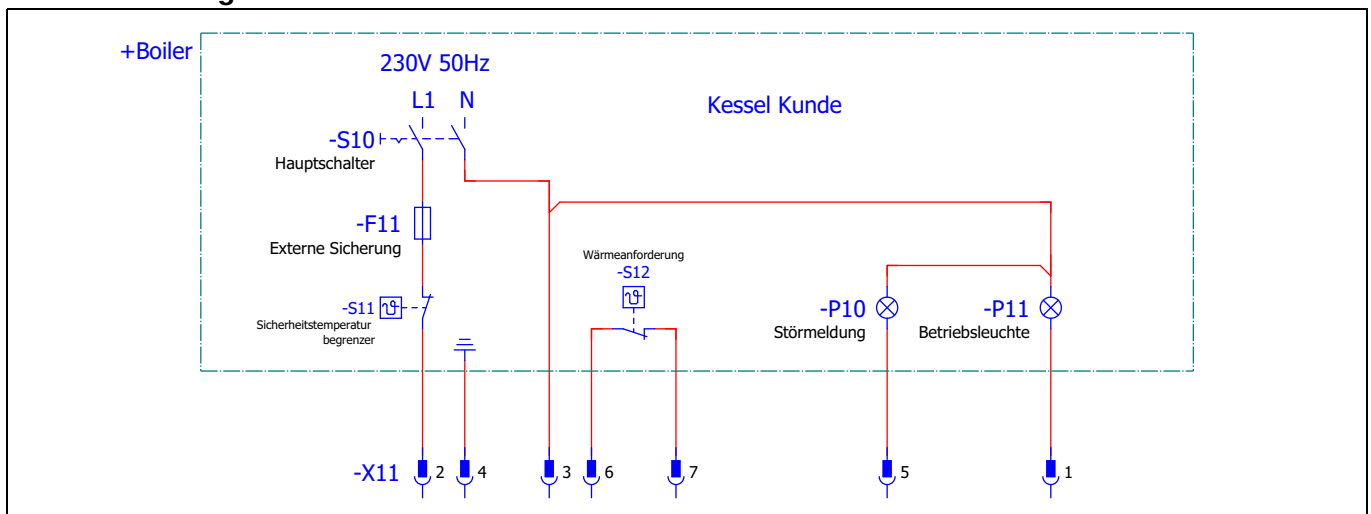 +Boiler
230V 50Hz
L1 N
Kessel Kunde
-S10
Hauptschalter
-F11
Externe Sicherung
Wärmeanforderung
-S12
-S11
Sicherheitstemperatur
begrenzer
-P10
Störmeldung
-P11
Betriebsleuchte
-X11 2 4 3 6 7 5 1